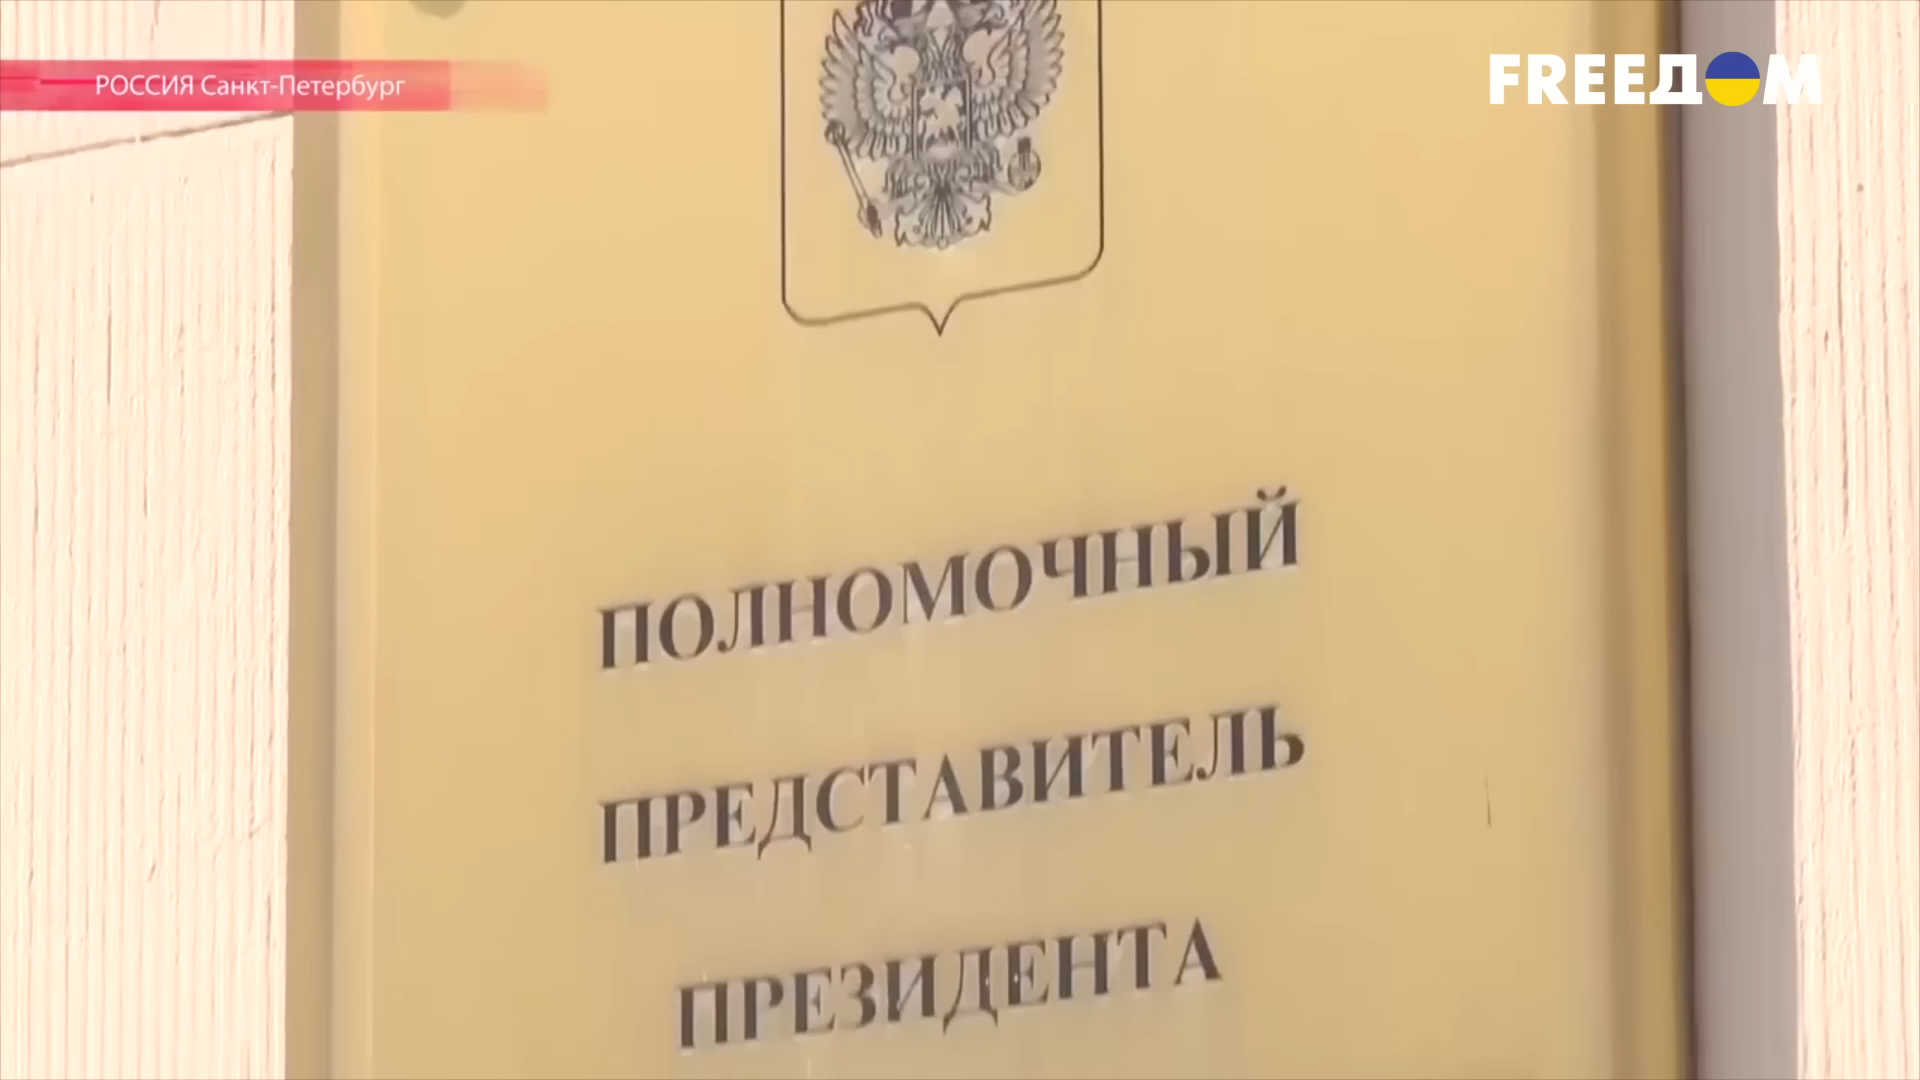 РОССИЯ Санкт-Петербург
FREEДOM
ПОЛНОМОЧНЫЙ
ПРЕДСТАВИТЕЛЬ
ПРЕЗИДЕНТА